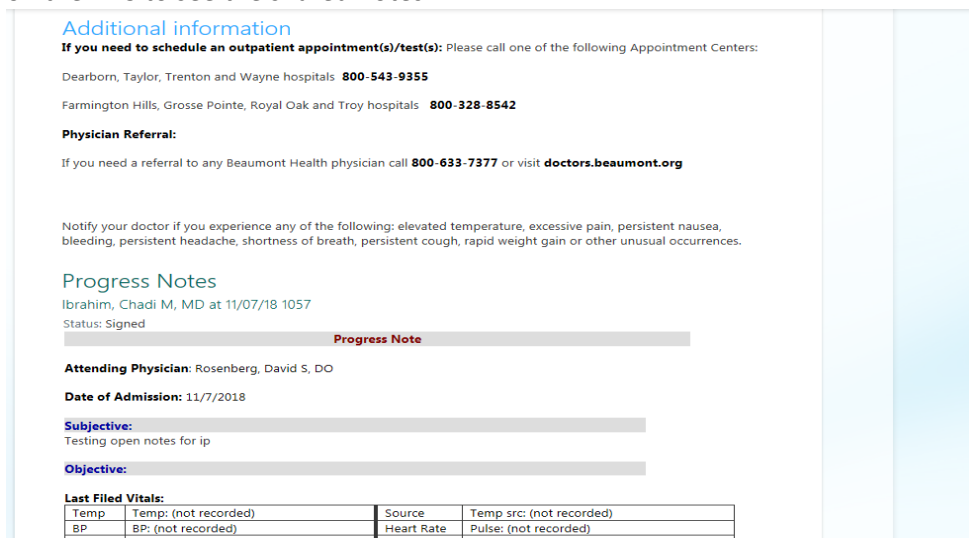 Additional information
If you need to schedule an outpatient appointment(s)/test(s): Please call one of the following Appointment Centers:
Dearborn, Taylor, Trenton and Wayne hospitals 800-543-9355
Farmington Hills, Grosse Pointe, Royal Oak and Troy hospitals 800-328-8542
Physician Referral:
If you need a referral to any Beaumont Health physician call 800-633-7377 or visit doctors.beaumont.org
Notify your doctor if you experience any of the following: elevated temperature, excessive pain, persistent nausea,
bleeding, persistent headache, shortness of breath, persistent cough, rapid weight gain or other unusual occurrences.
Progress Notes
Ibrahim, Chadi M, MD at 11/07/18 1057
Status: Signed
Progress Note
Attending Physician: Rosenberg, David S, DO
Date of Admission: 11/7/2018
Subjective:
Testing open notes for ip
Objective:
Last Filed Vitals:
Temp Temp: (not recorded) Source Temp src: (not recorded)
BP BP: (not recorded) Heart Rate Pulse: (not recorded)